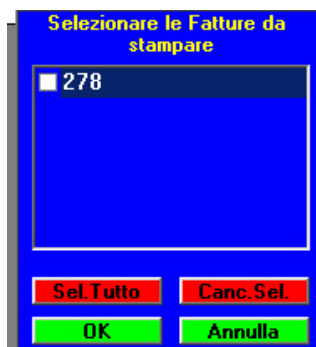 Selezionare le Fatture da
stampare
278
Sel.Tutto Canc.Sel.
OK Annulla